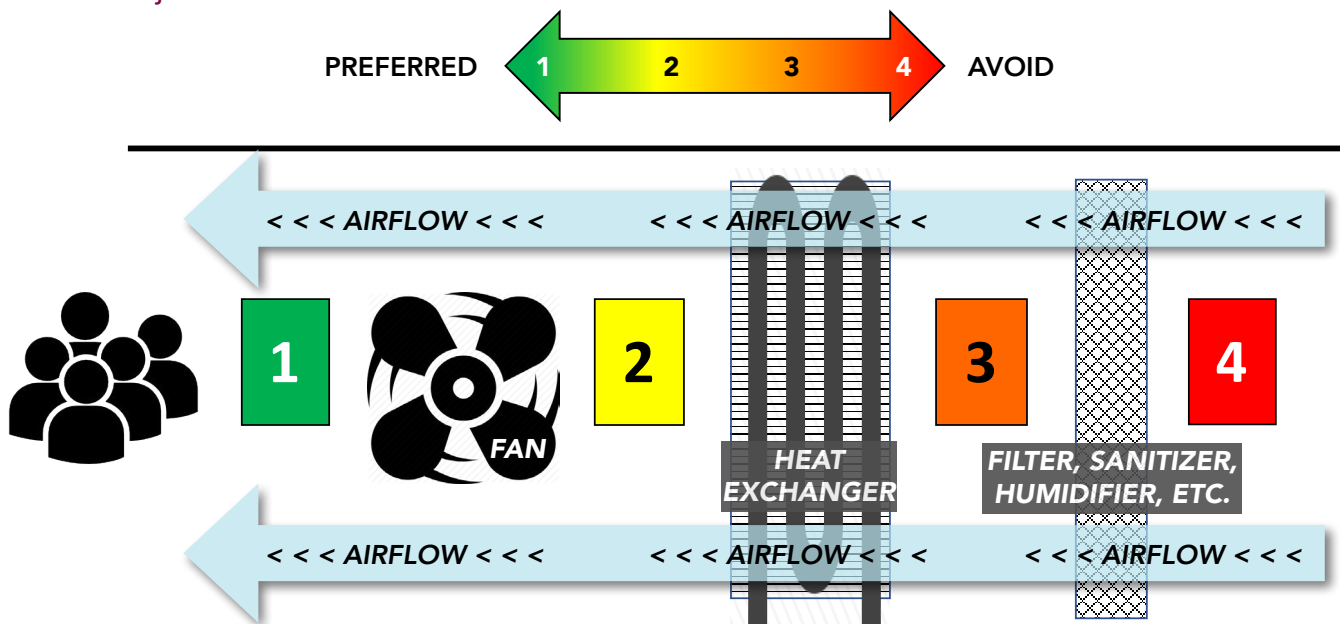 PREFERRED 1 2 3 4 AVOID
< < < AIRFLOW < < < < < < AIRFLOW < < < < < < AIRFLOW < < <
1 2 3 4
FAN
HEAT
EXCHANGER
FILTER, SANITIZER,
HUMIDIFIER, ETC.
< < < AIRFLOW < < < < < < AIRFLOW < < < < < < AIRFLOW < < <